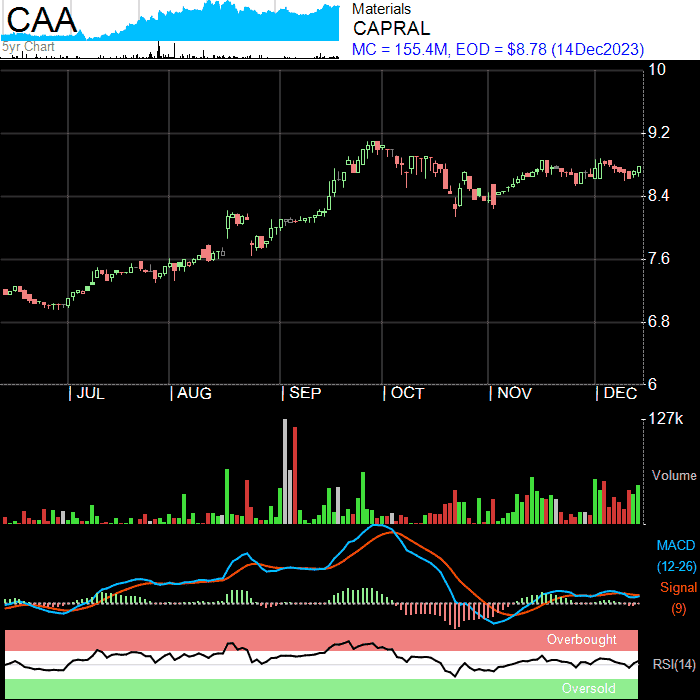 CAA
5yr Chart
Materials
CAPRAL
MC = 155.4M, EOD = $8.78 (14Dec2023)
10
9.2
8.4
7.6
6.8
6
| JUL | AUG | SEP | OCT | NOV | DEC
127k
Volume
MACD
(12-26)
Signal
(9)
Overbought
RSI(14)
Oversold